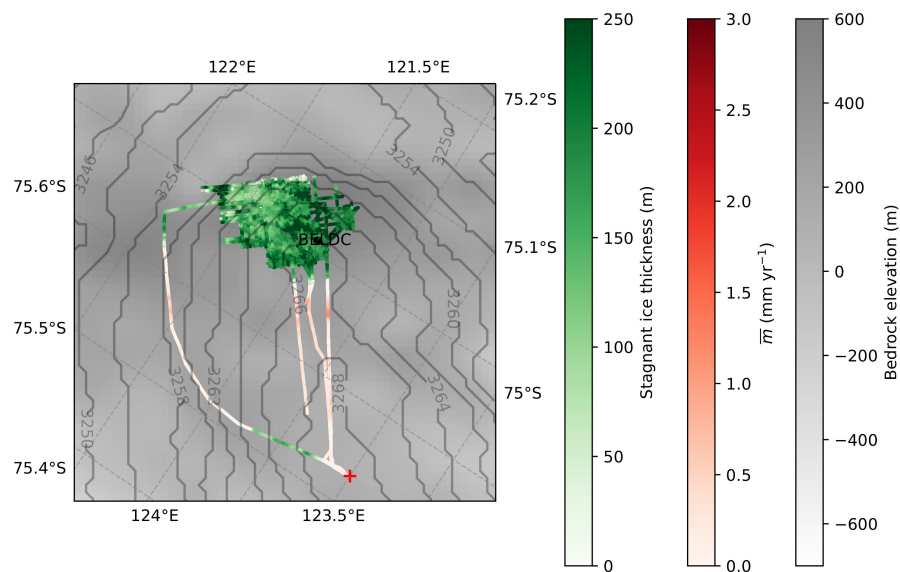 122°E 121.5°E
75.6°S
75.5°S
75.4°S
75.2°S
75.1°S
75°S
124°E 123.5°E
3246
3254
3254
3250
BELDC
3266
3260
3258
3262
3268
3264
3250
250
200
150
100
50
0
Stagnant ice thickness (m)
3.0
2.5
2.0
1.5
1.0
0.5
0.0
m̅ (mm yr⁻¹)
600
400
200
0
−200
−400
−600
Bedrock elevation (m)